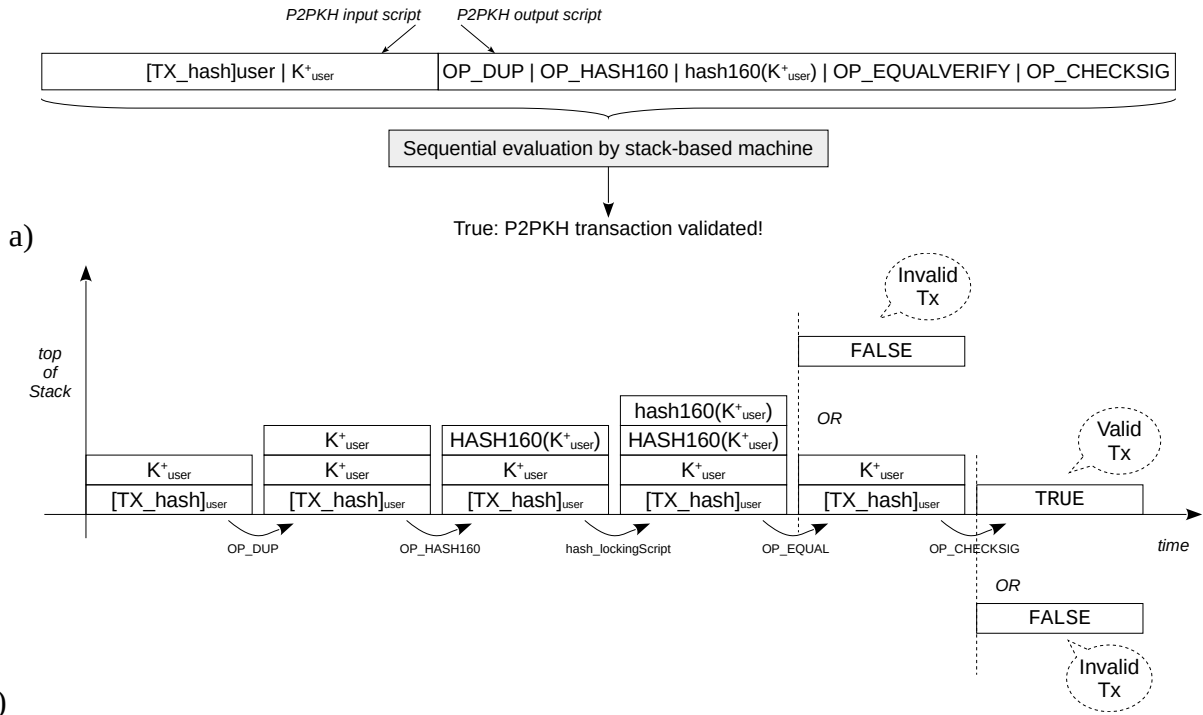 P2PKH input script
P2PKH output script
[TX_hash]user | K⁺user
OP_DUP | OP_HASH160 | hash160(K⁺user) | OP_EQUALVERIFY | OP_CHECKSIG
Sequential evaluation by stack-based machine
True: P2PKH transaction validated!
a)
top
of
Stack
K⁺user
[TX_hash]user
OP_DUP
K⁺user
K⁺user
[TX_hash]user
OP_HASH160
HASH160(K⁺user)
K⁺user
[TX_hash]user
hash_lockingScript
hash160(K⁺user)
HASH160(K⁺user)
K⁺user
[TX_hash]user
OP_EQUAL
Invalid
Tx
FALSE
OR
K⁺user
[TX_hash]user
OP_CHECKSIG
Valid
Tx
TRUE
time
OR
FALSE
Invalid
Tx
)